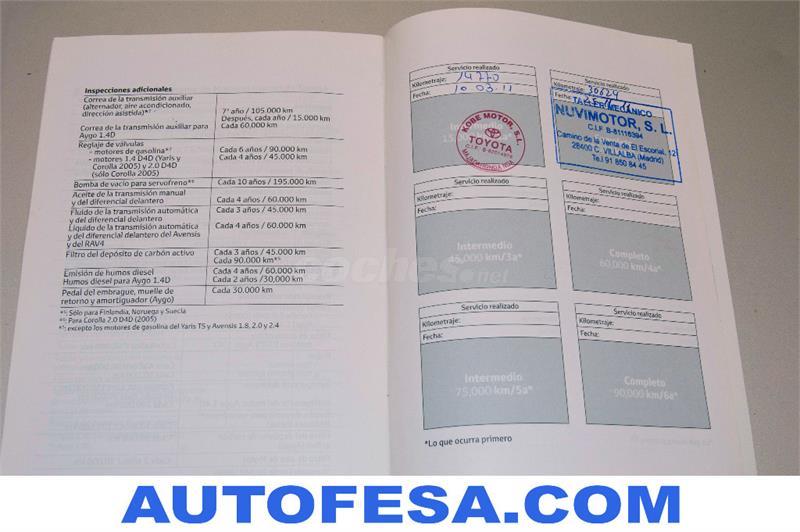 Inspecciones adicionales
Correa de la transmisión auxiliar
(alternador, aire acondicionado,
dirección asistida)*¹
7º año / 105.000 km
Después, cada año / 15.000 km
Correa de la transmisión auxiliar para
Aygo 1.4D
Cada 60,000 km
Reglaje de válvulas
- motores de gasolina*³
- motores 1.4 D4D (Yaris y
Corolla 2005) y 2.0 D4D
(sólo Corolla 2005)
Cada 6 años / 90.000 km
Cada 4 años / 45.000 km
Bomba de vacío para servofreno*¹
Cada 10 años / 195.000 km
Aceite de la transmisión manual
y del diferencial delantero
Cada 4 años / 60.000 km
Fluido de la transmisión automática
y del diferencial delantero
Cada 3 años / 45.000 km
Líquido de la transmisión automática
y del diferencial delantero del Avensis
y del RAV4
Cada 4 años / 60.000 km
Filtro del depósito de carbón activo
Cada 3 años / 45.000 km
Cada 90.000 km
Emisión de humos diesel
Cada 4 años / 60.000 km
Humos diesel para Aygo 1.4D
Cada 2 años /30,000 km
Pedal del embrague, muelle de
retorno y amortiguador (Aygo)
Cada 30.000 km
*¹: Sólo para Finlandia, Noruega y Suecia
*²: Para Corolla 2.0 D4D (2005)
*³: excepto los motores de gasolina del Yaris TS y Avensis 1.8, 2.0 y 2.4
Servicio realizado
Kilometraje: 14770
Fecha: 10 03 11
Intermedio
KOBE MOTOR, S.L.
TOYOTA
Servicio realizado
Kilometraje: 30624
Fecha:
TALLER MECÁNICO
NUVIMOTOR, S. L.
C.I.F B-81116394
Camino de la Venta de El Escorial, 12
28400 C. VILLALBA (Madrid)
Tel. 91 850 84 45
Servicio realizado
Kilometraje:
Fecha:
Intermedio
45,000 km/3a*
Servicio realizado
Kilometraje:
Fecha:
Completo
60,000 km/4a*
Servicio realizado
Kilometraje:
Fecha:
Intermedio
75,000 km/5a*
Servicio realizado
Kilometraje:
Fecha:
Completo
90,000 km/6a*
*Lo que ocurra primero
coches.net
AUTOFESA.COM